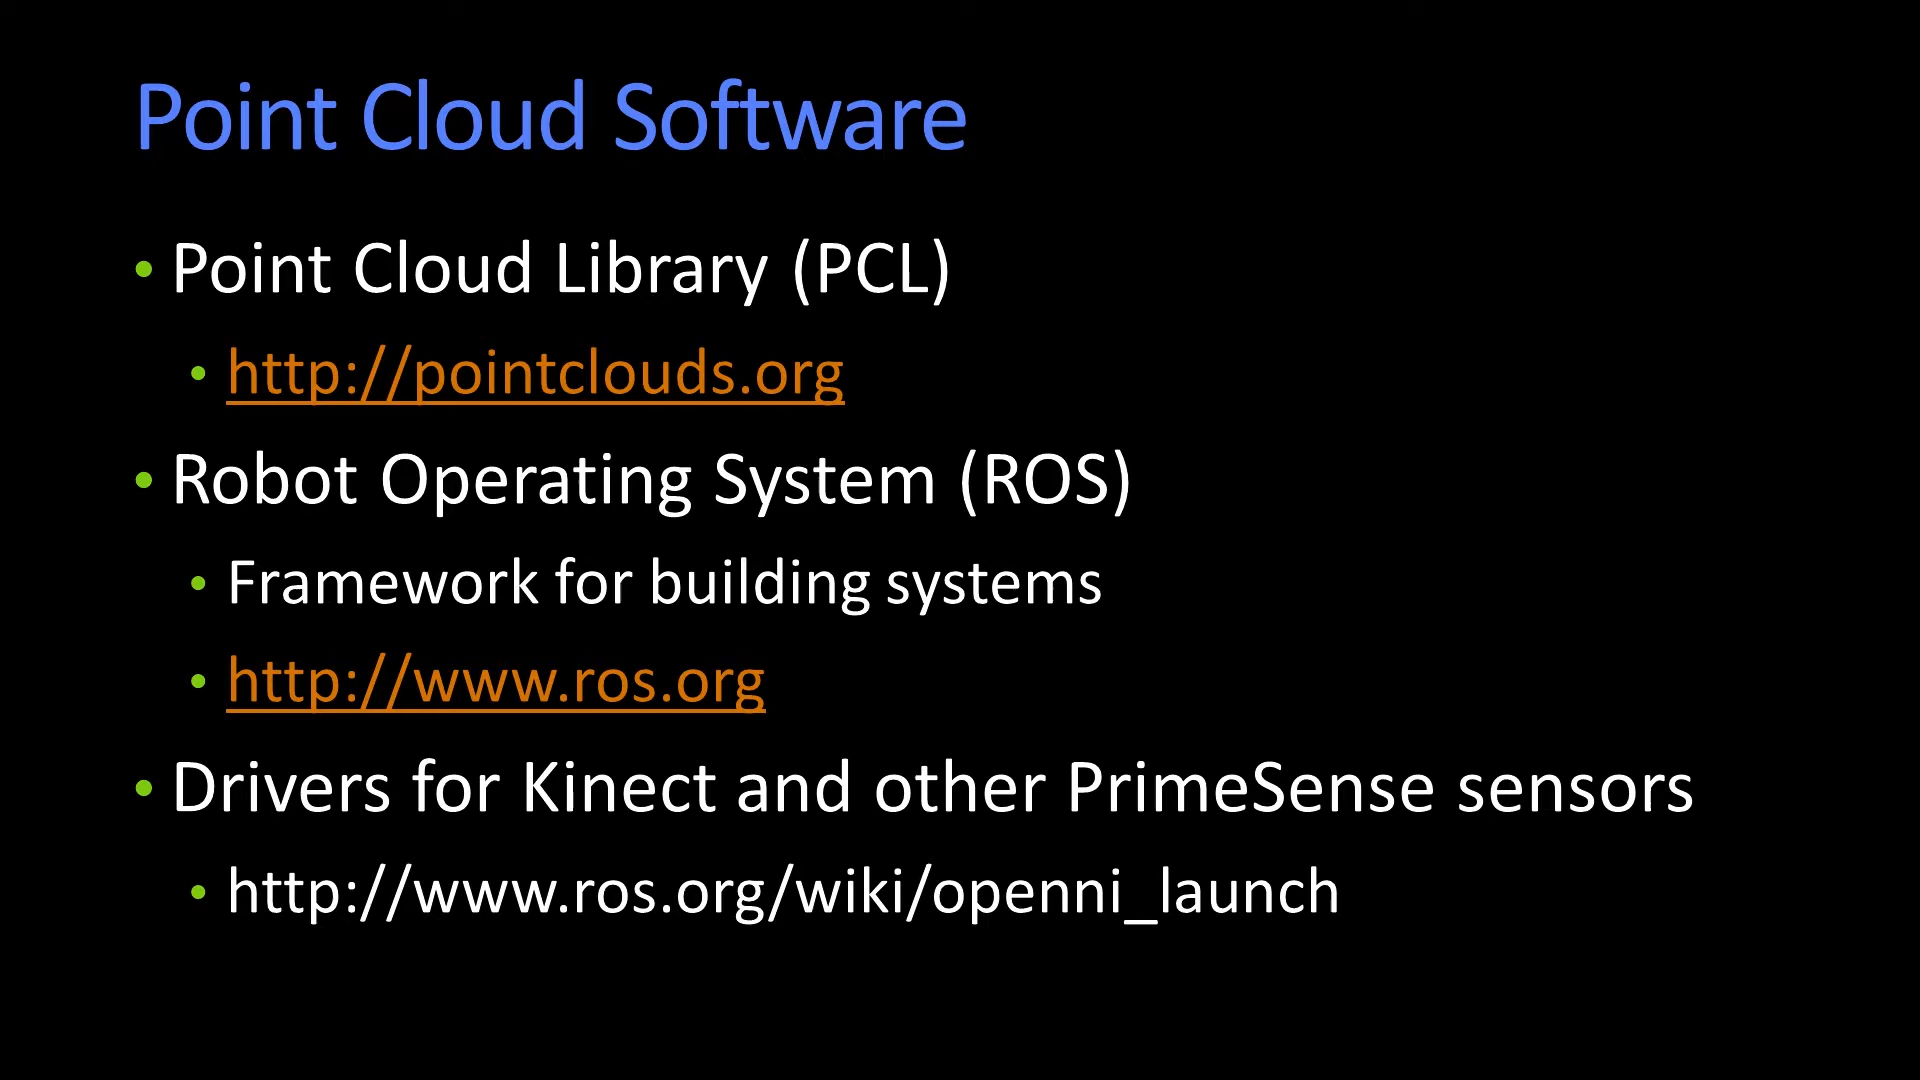 Point Cloud Software
• Point Cloud Library (PCL)
• http://pointclouds.org
• Robot Operating System (ROS)
• Framework for building systems
• http://www.ros.org
• Drivers for Kinect and other PrimeSense sensors
• http://www.ros.org/wiki/openni_launch